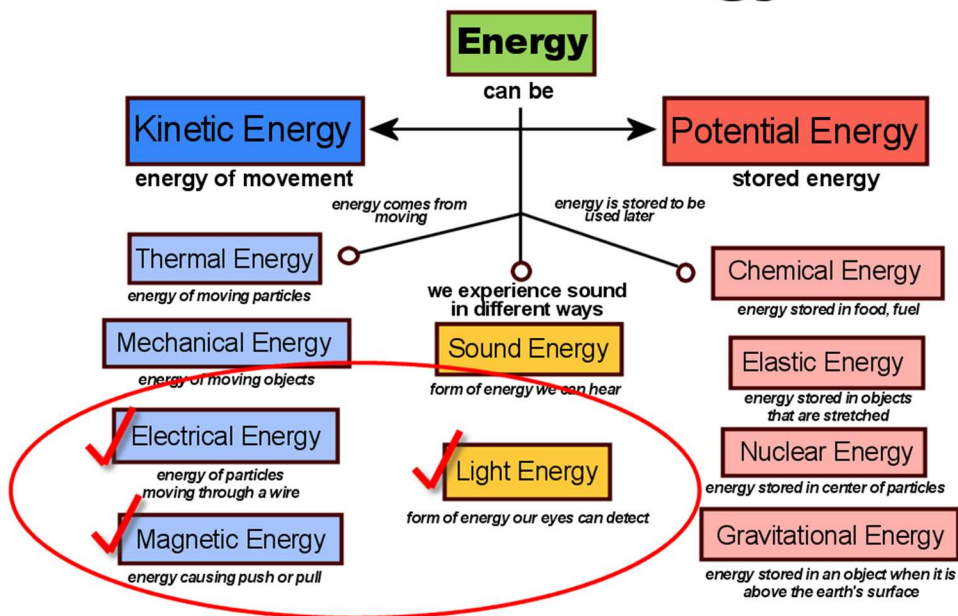 Energy
can be
Kinetic Energy
energy of movement
Potential Energy
stored energy
energy comes from
moving
energy is stored to be
used later
Thermal Energy
energy of moving particles
Mechanical Energy
energy of moving objects
Electrical Energy
energy of particles
moving through a wire
Magnetic Energy
energy causing push or pull
we experience sound
in different ways
Sound Energy
form of energy we can hear
Light Energy
form of energy our eyes can detect
Chemical Energy
energy stored in food, fuel
Elastic Energy
energy stored in objects
that are stretched
Nuclear Energy
energy stored in center of particles
Gravitational Energy
energy stored in an object when it is
above the earth's surface